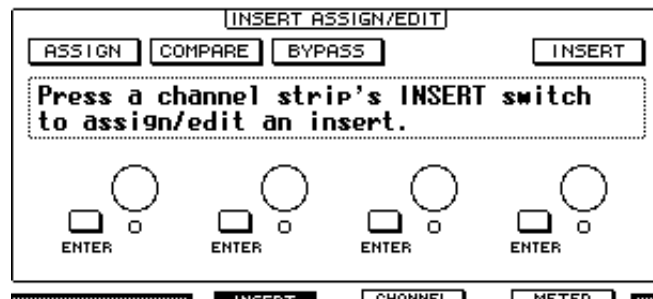 INSERT ASSIGN/EDIT
ASSIGN COMPARE BYPASS INSERT
Press a channel strip's INSERT switch
to assign/edit an insert.
ENTER ENTER ENTER ENTER
INSERT CHANNEL METER